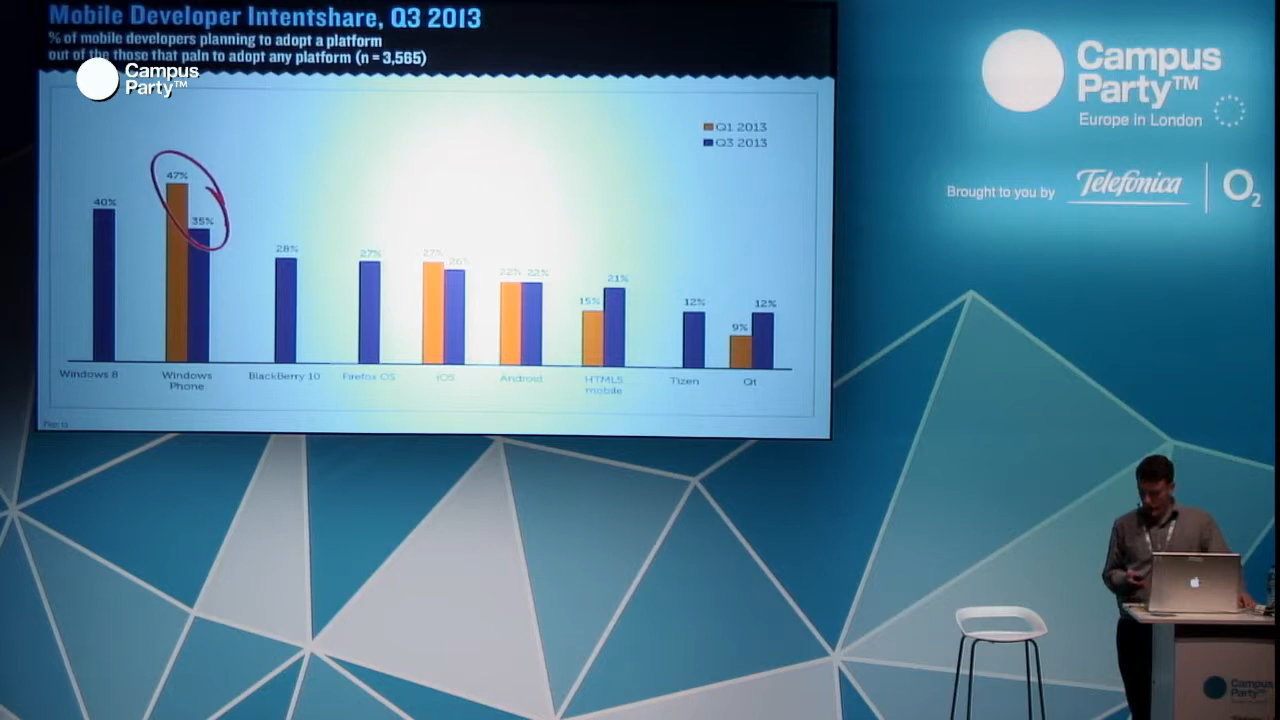 Mobile Developer Intentshare, Q3 2013
% of mobile developers planning to adopt a platform
out of the those that paln to adopt any platform (n = 3,565)
Campus
Party™
Q1 2013
Q3 2013
40%
47%
35%
28%
27%
27%
26%
22%
22%
15%
21%
12%
9%
12%
Windows 8
Windows
Phone
BlackBerry 10
Firefox OS
iOS
Android
HTML5
mobile
Tizen
Qt
Campus
Party™
Europe in London
Brought to you by
Telefónica
O2
Campus
Party™